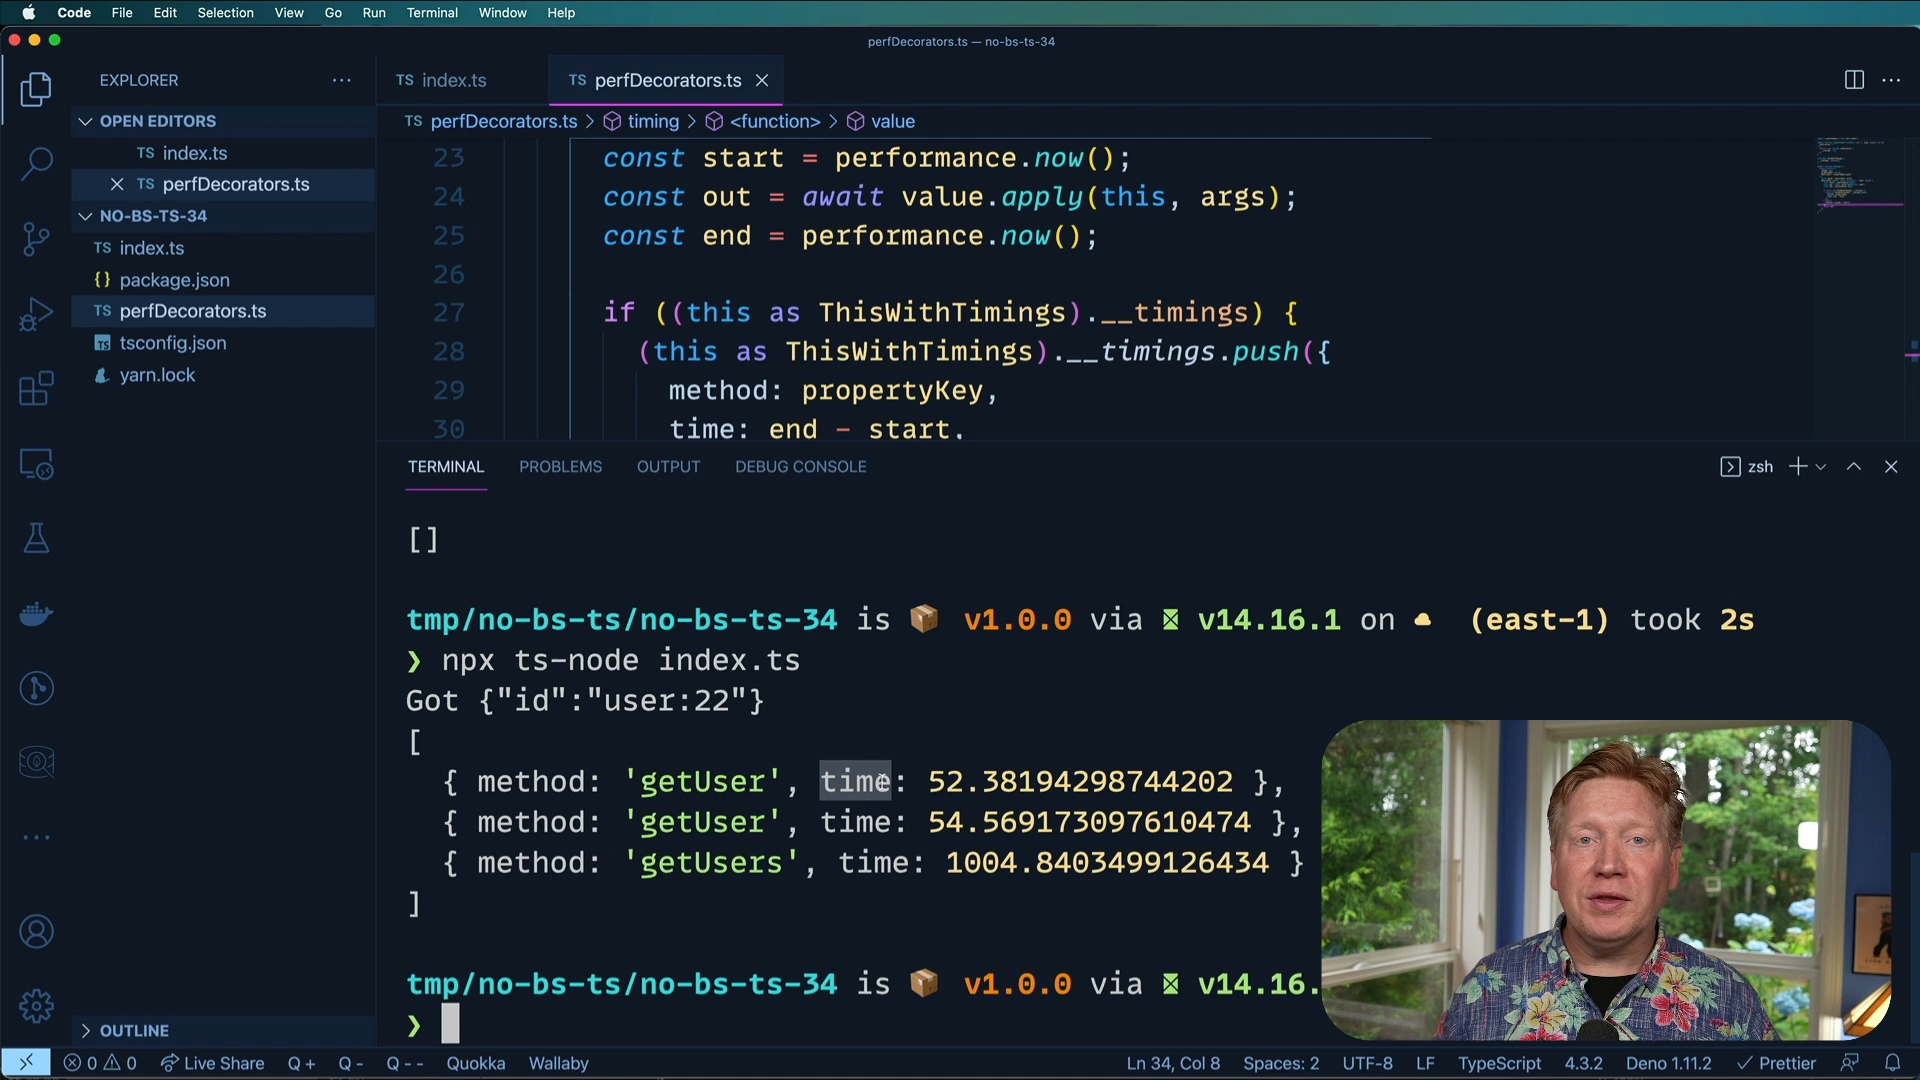 Code File Edit Selection View Go Run Terminal Window Help
perfDecorators.ts — no-bs-ts-34
EXPLORER
TS index.ts
TS perfDecorators.ts
OPEN EDITORS
TS index.ts
TS perfDecorators.ts
NO-BS-TS-34
TS index.ts
{} package.json
TS perfDecorators.ts
TS tsconfig.json
yarn.lock
OUTLINE
TS perfDecorators.ts > timing > <function> > value
23 const start = performance.now();
24 const out = await value.apply(this, args);
25 const end = performance.now();
26
27 if ((this as ThisWithTimings).__timings) {
28 (this as ThisWithTimings).__timings.push({
29 method: propertyKey,
30 time: end - start,
TERMINAL PROBLEMS OUTPUT DEBUG CONSOLE
zsh
[]
tmp/no-bs-ts/no-bs-ts-34 is 📦 v1.0.0 via v14.16.1 on (east-1) took 2s
❯ npx ts-node index.ts
Got {"id":"user:22"}
[
{ method: 'getUser', time: 52.38194298744202 },
{ method: 'getUser', time: 54.569173097610474 },
{ method: 'getUsers', time: 1004.8403499126434 }
]
tmp/no-bs-ts/no-bs-ts-34 is 📦 v1.0.0 via v14.16.
❯
0 0 Live Share Q+ Q- Q-- Quokka Wallaby Ln 34, Col 8 Spaces: 2 UTF-8 LF TypeScript 4.3.2 Deno 1.11.2 Prettier